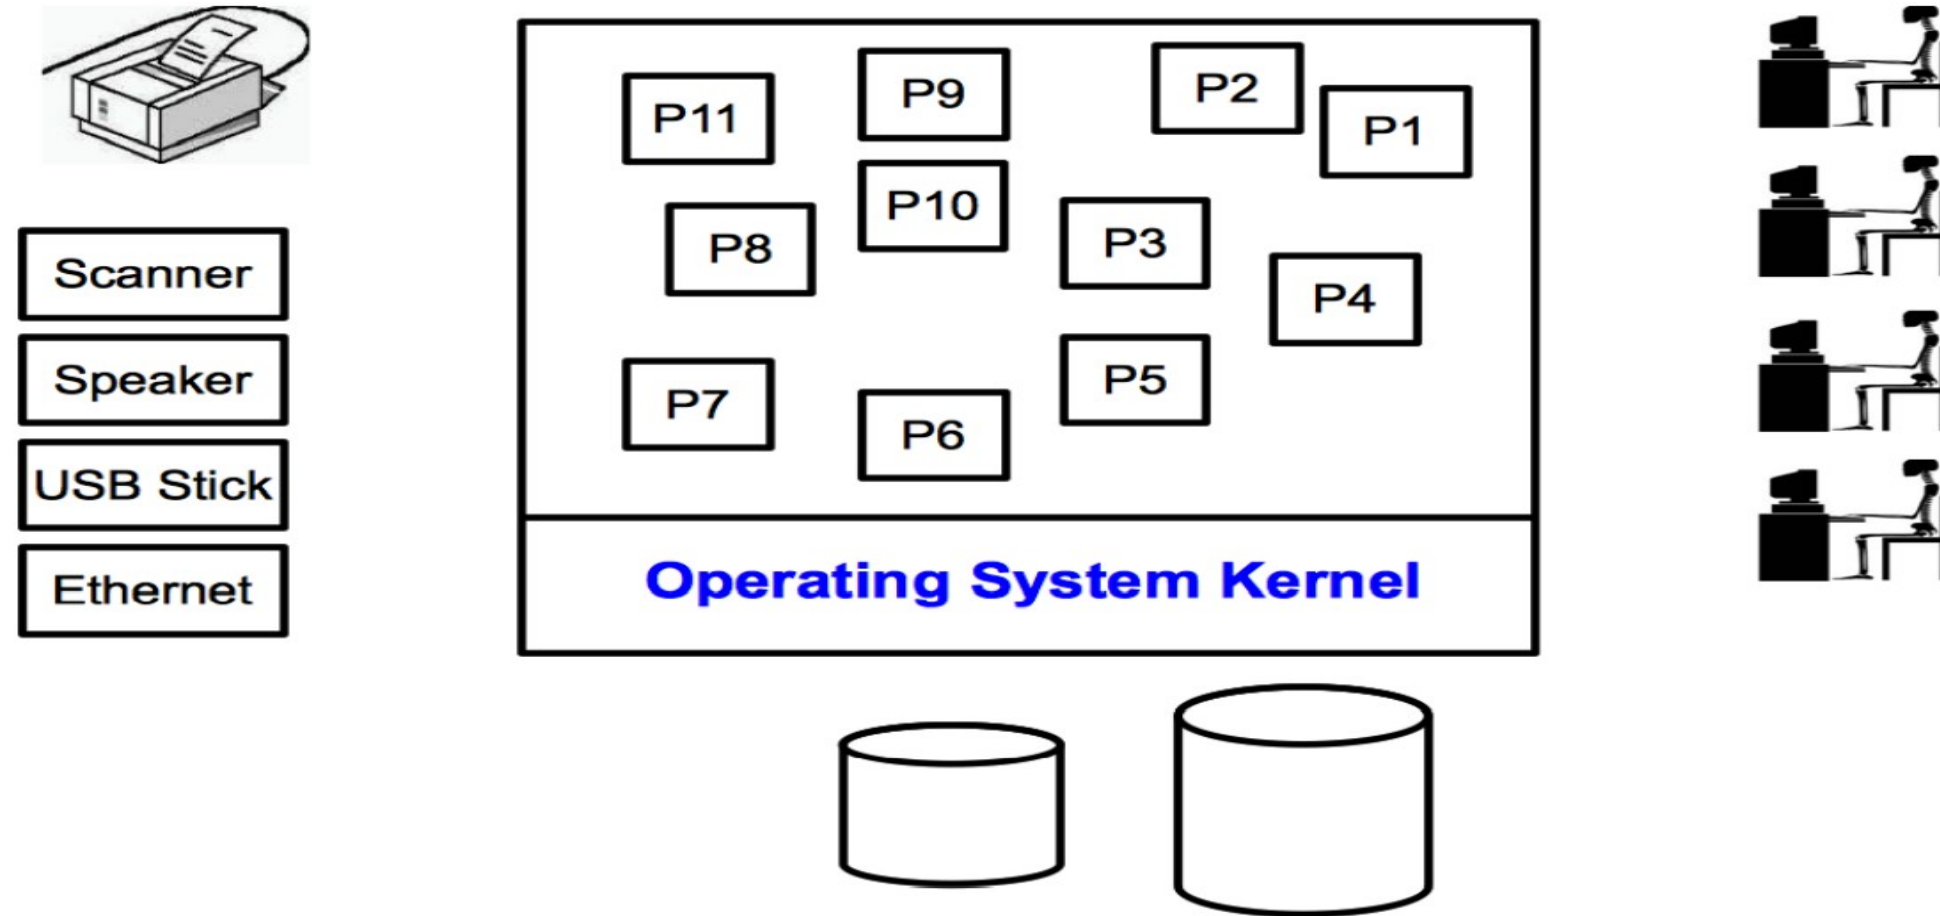 P11
P9
P2
P1
P10
P8
P3
P4
P7
P6
P5
Scanner
Speaker
USB Stick
Ethernet
Operating System Kernel